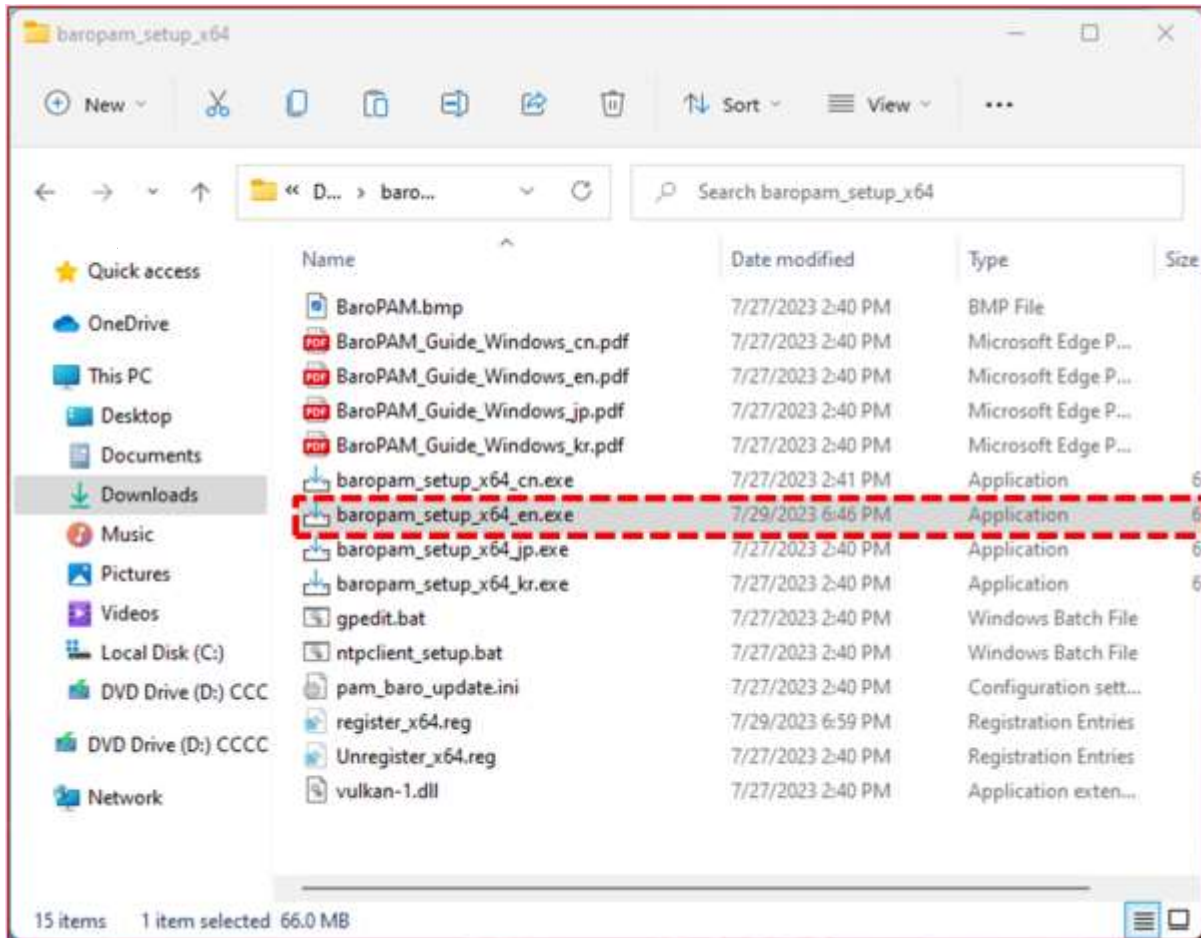 baropam_setup_x64
New Sort View •••
« D... > baro... Search baropam_setup_x64
Quick access
OneDrive
This PC
Desktop
Documents
Downloads
Music
Pictures
Videos
Local Disk (C:)
DVD Drive (D:) CCC
DVD Drive (D:) CCCC
Network
Name Date modified Type Size
BaroPAM.bmp 7/27/2023 2:40 PM BMP File
PDF BaroPAM_Guide_Windows_cn.pdf 7/27/2023 2:40 PM Microsoft Edge P...
PDF BaroPAM_Guide_Windows_en.pdf 7/27/2023 2:40 PM Microsoft Edge P...
PDF BaroPAM_Guide_Windows_jp.pdf 7/27/2023 2:40 PM Microsoft Edge P...
PDF BaroPAM_Guide_Windows_kr.pdf 7/27/2023 2:40 PM Microsoft Edge P...
baropam_setup_x64_cn.exe 7/27/2023 2:41 PM Application 6
baropam_setup_x64_en.exe 7/29/2023 6:46 PM Application 6
baropam_setup_x64_jp.exe 7/27/2023 2:40 PM Application 6
baropam_setup_x64_kr.exe 7/27/2023 2:40 PM Application 6
gpedit.bat 7/27/2023 2:40 PM Windows Batch File
ntpclient_setup.bat 7/27/2023 2:40 PM Windows Batch File
pam_baro_update.ini 7/27/2023 2:40 PM Configuration sett...
register_x64.reg 7/29/2023 6:59 PM Registration Entries
Unregister_x64.reg 7/27/2023 2:40 PM Registration Entries
vulkan-1.dll 7/27/2023 2:40 PM Application exten...
15 items 1 item selected 66.0 MB